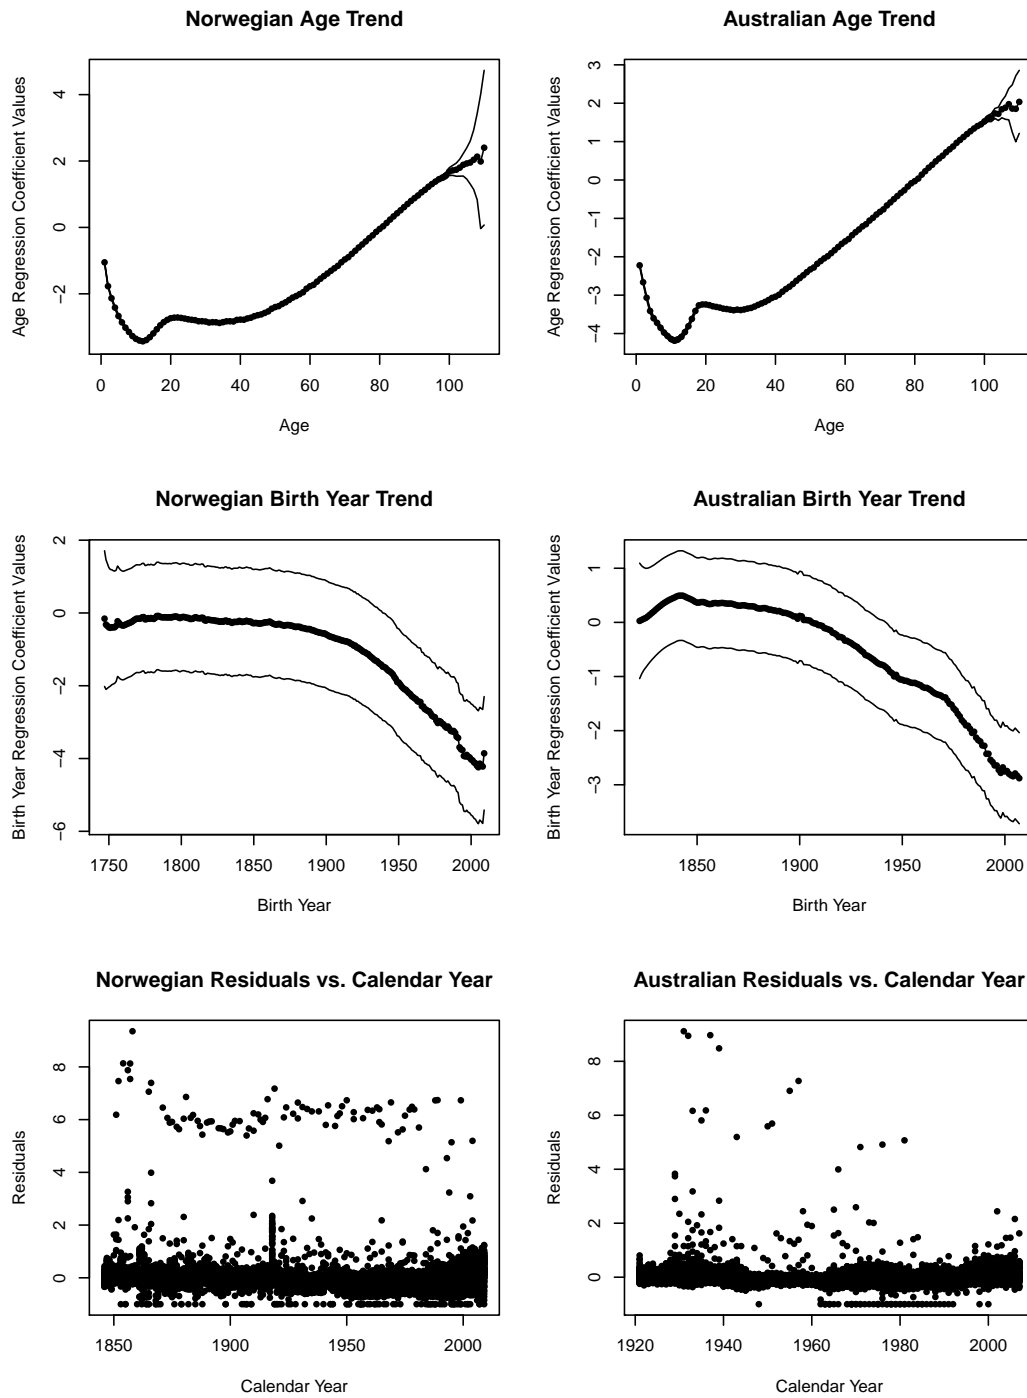 Norwegian Age Trend
Age Regression Coefficient Values
4
2
0
−2
0 20 40 60 80 100
Age
Australian Age Trend
Age Regression Coefficient Values
3
2
1
0
−1
−2
−3
−4
0 20 40 60 80 100
Age
Norwegian Birth Year Trend
Birth Year Regression Coefficient Values
2
0
−2
−4
−6
1750 1800 1850 1900 1950 2000
Birth Year
Australian Birth Year Trend
Birth Year Regression Coefficient Values
1
0
−1
−2
−3
1850 1900 1950 2000
Birth Year
Norwegian Residuals vs. Calendar Year
Residuals
8
6
4
2
0
1850 1900 1950 2000
Calendar Year
Australian Residuals vs. Calendar Year
Residuals
8
6
4
2
0
1920 1940 1960 1980 2000
Calendar Year